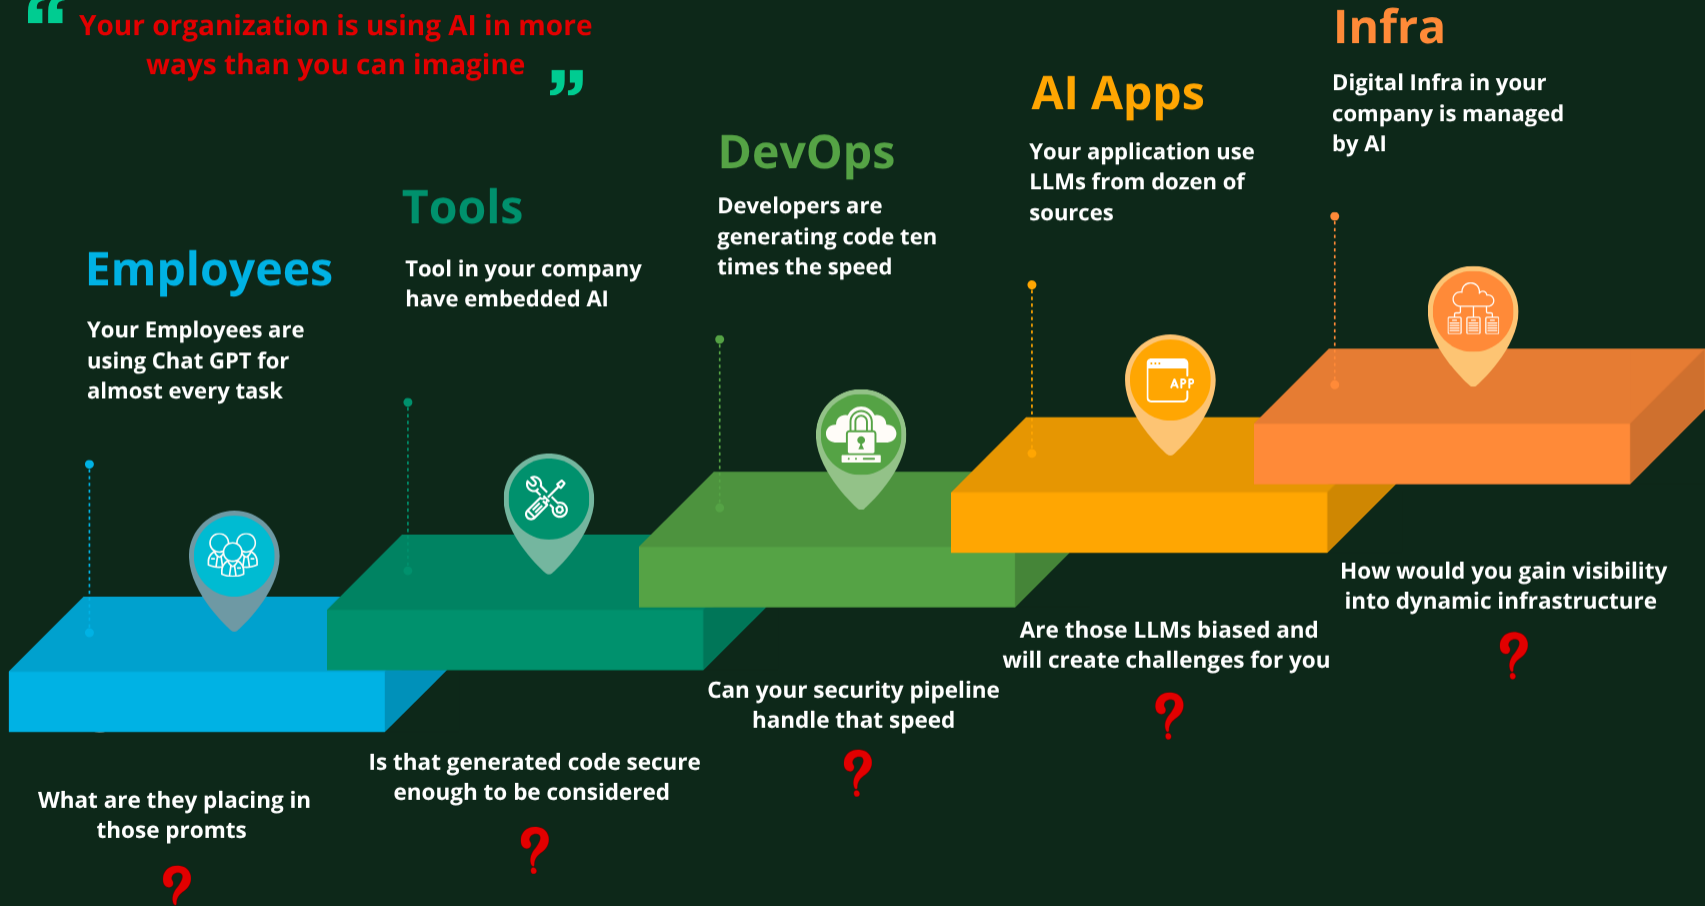 “
Your organization is using AI in more
ways than you can imagine
”
Employees
Your Employees are
using Chat GPT for
almost every task
What are they placing in
those promts
?
Tools
Tool in your company
have embedded AI
Is that generated code secure
enough to be considered
?
DevOps
Developers are
generating code ten
times the speed
Can your security pipeline
handle that speed
?
AI Apps
Your application use
LLMs from dozen of
sources
APP
Are those LLMs biased and
will create challenges for you
?
Infra
Digital Infra in your
company is managed
by AI
How would you gain visibility
into dynamic infrastructure
?